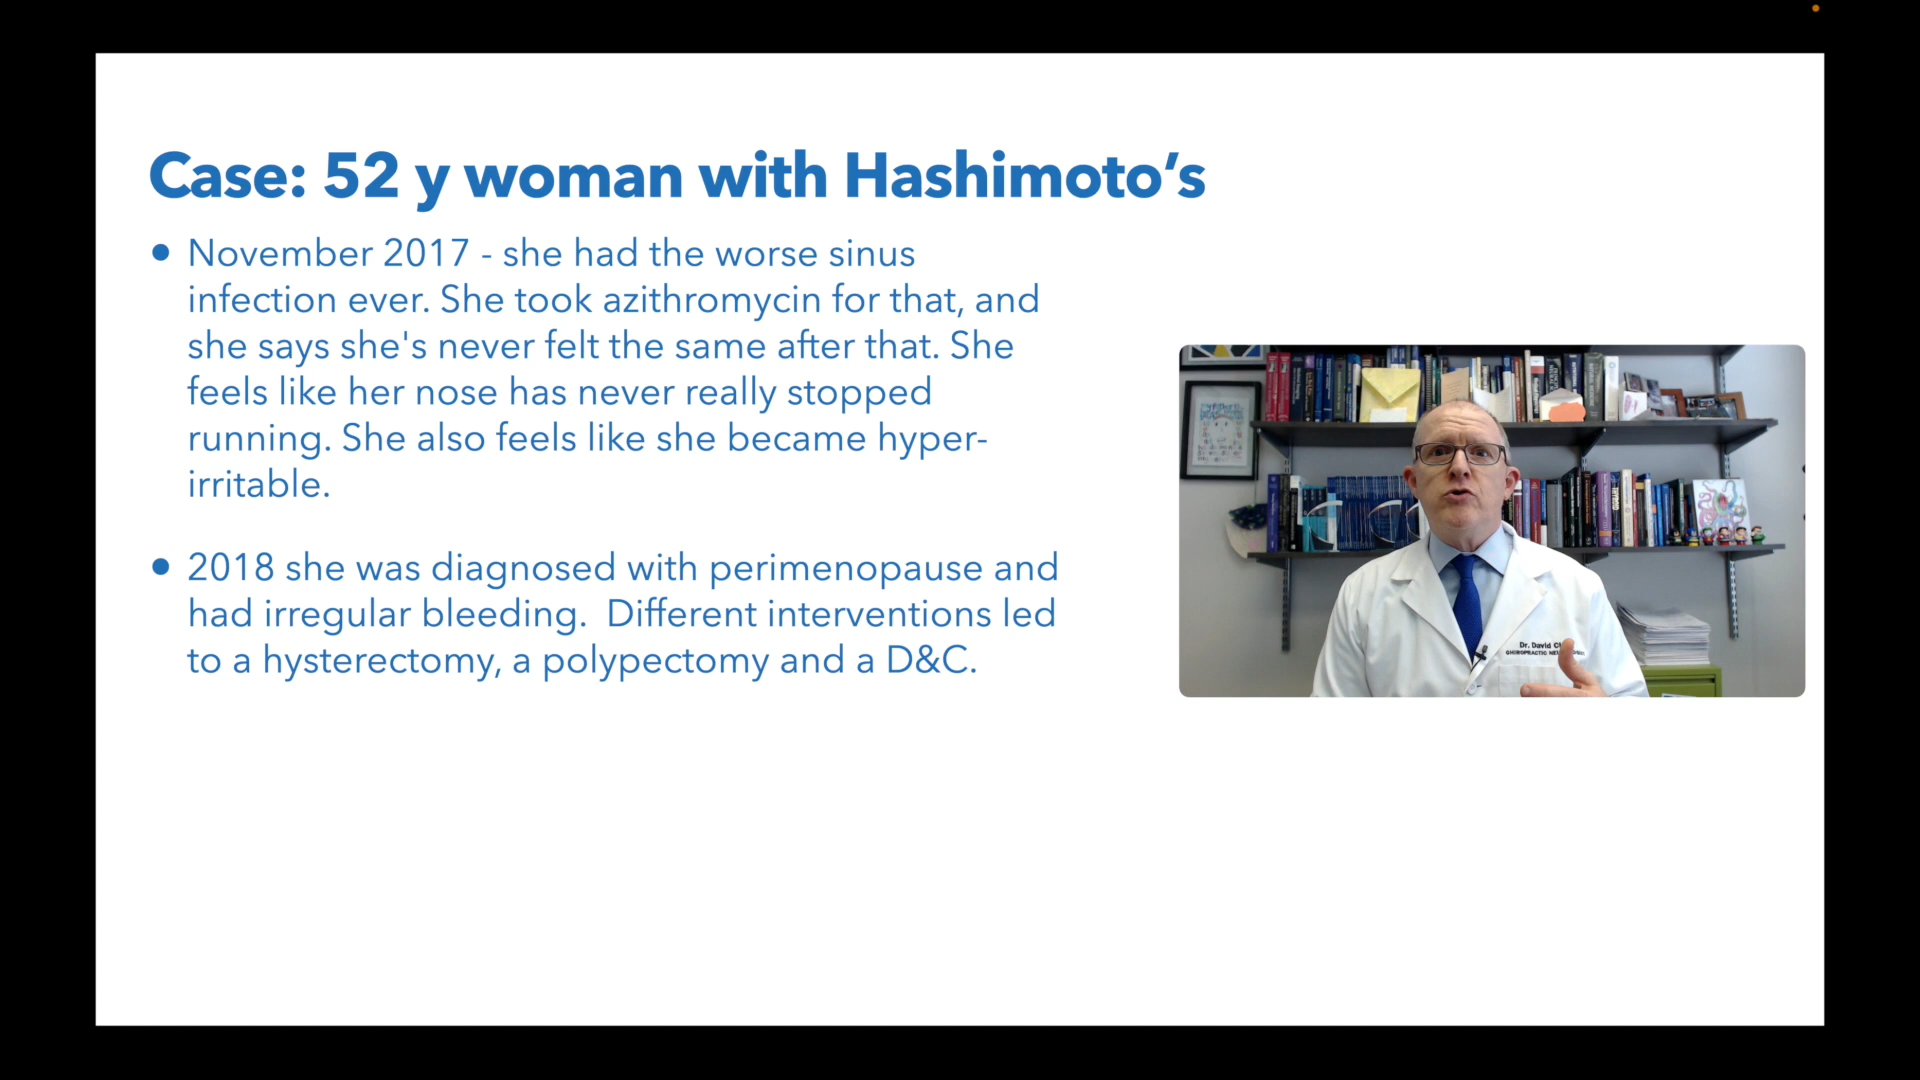 Case: 52 y woman with Hashimoto’s
● November 2017 - she had the worse sinus
infection ever. She took azithromycin for that, and
she says she's never felt the same after that. She
feels like her nose has never really stopped
running. She also feels like she became hyper-
irritable.
● 2018 she was diagnosed with perimenopause and
had irregular bleeding.  Different interventions led
to a hysterectomy, a polypectomy and a D&C.
Dr. David
CHIROPRACTIC